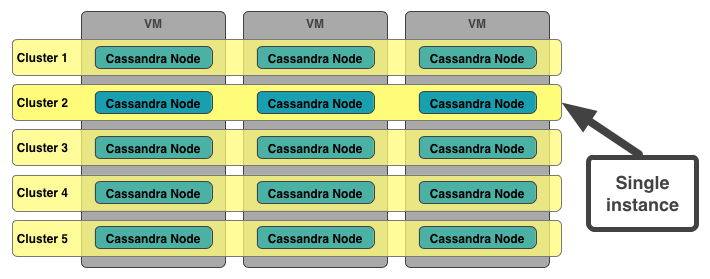 VM VM VM
Cluster 1 Cassandra Node Cassandra Node Cassandra Node
Cluster 2 Cassandra Node Cassandra Node Cassandra Node
Cluster 3 Cassandra Node Cassandra Node Cassandra Node
Cluster 4 Cassandra Node Cassandra Node Cassandra Node
Cluster 5 Cassandra Node Cassandra Node Cassandra Node
Single
instance